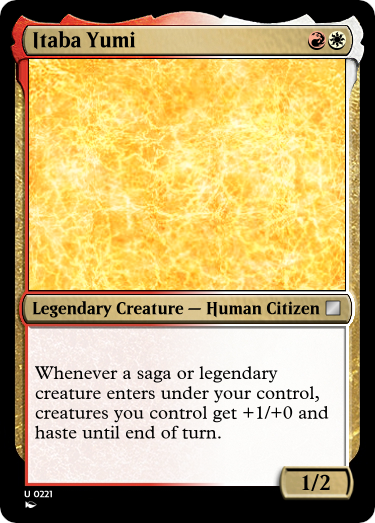 Itaba Yumi
Legendary Creature — Human Citizen
Whenever a saga or legendary
creature enters under your control,
creatures you control get +1/+0 and
haste until end of turn.
1/2
U 0221